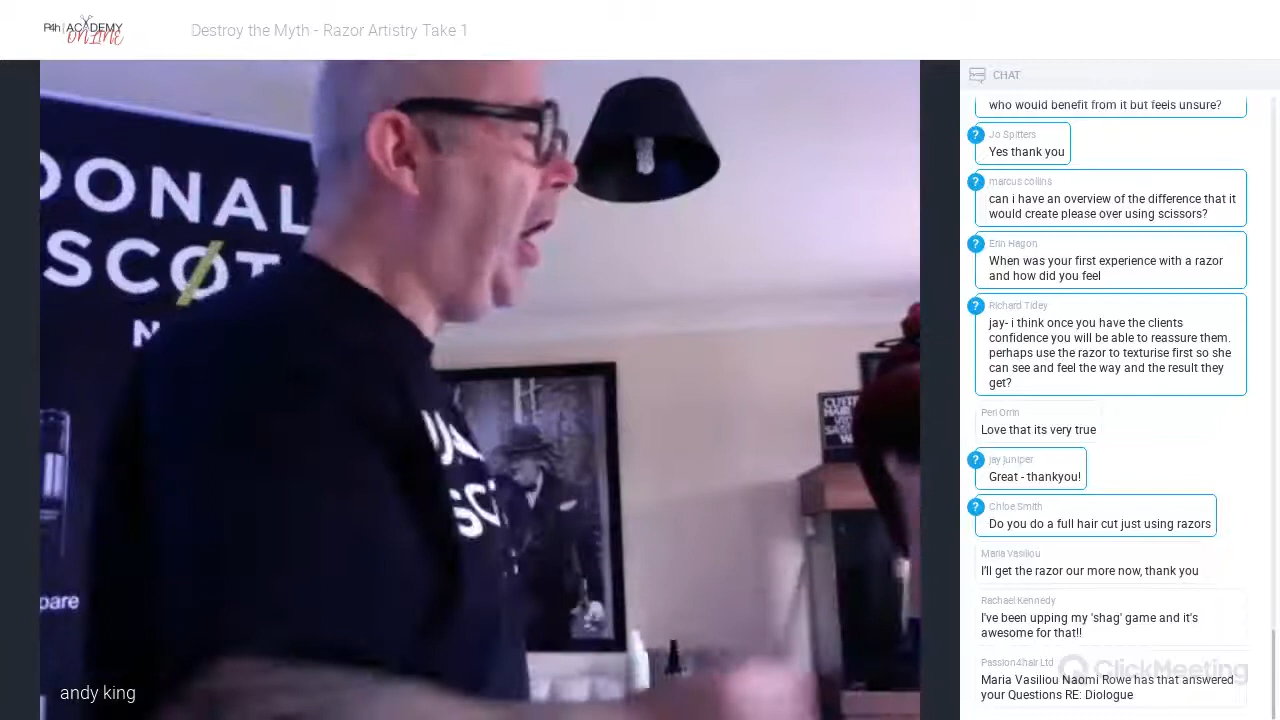 P4h ACADEMY
ONLINE
Destroy the Myth - Razor Artistry Take 1
DONAL
SCOT
N
pare
andy king
CHAT
who would benefit from it but feels unsure?
? Jo Spitters
Yes thank you
? marcus collins
can i have an overview of the difference that it
would create please over using scissors?
? Erin Hagon
When was your first experience with a razor
and how did you feel
? Richard Tidey
jay- i think once you have the clients
confidence you will be able to reassure them.
perhaps use the razor to texturise first so she
can see and feel the way and the result they
get?
Peri Orrin
Love that its very true
? jay juniper
Great - thankyou!
? Chloe Smith
Do you do a full hair cut just using razors
Maria Vasiliou
I'll get the razor our more now, thank you
Rachael Kennedy
I've been upping my 'shag' game and it's
awesome for that!!
Passion4hair Ltd
Maria Vasiliou Naomi Rowe has that answered
your Questions RE: Diologue
ClickMeeting